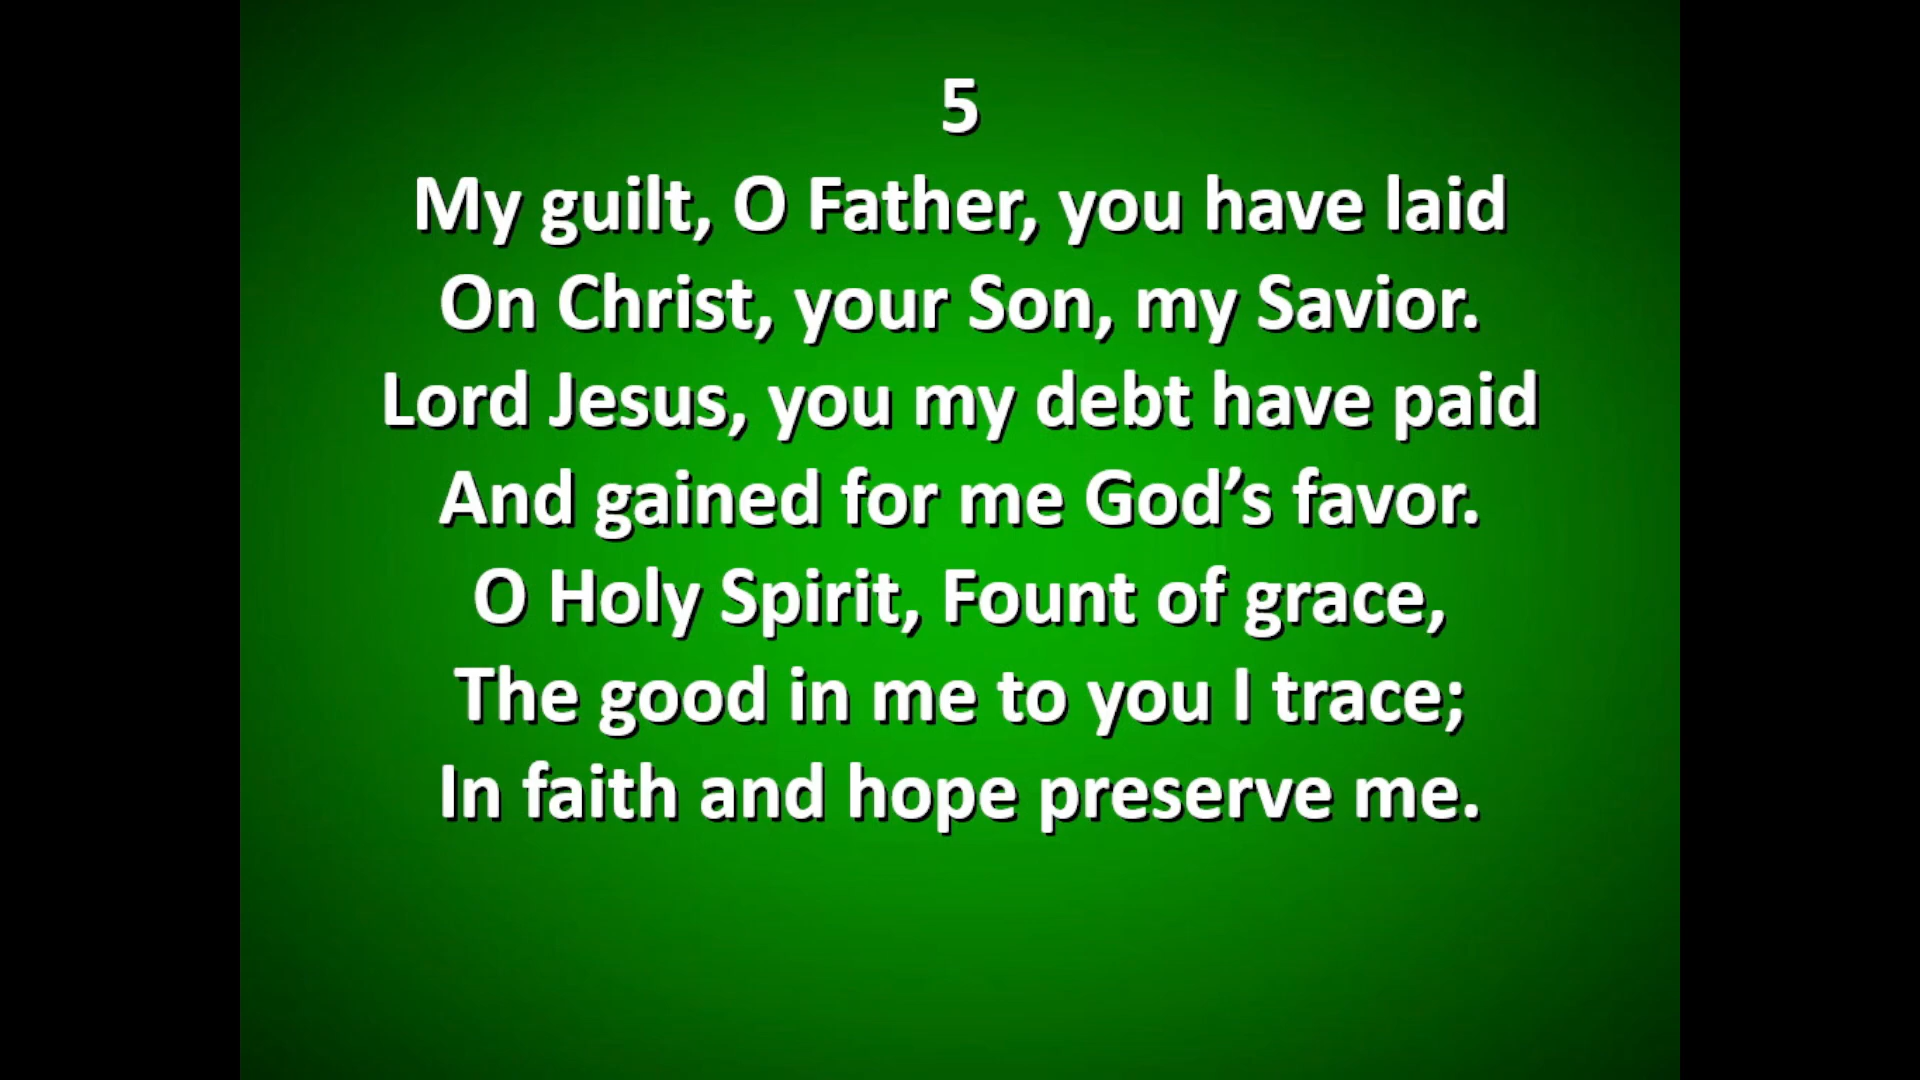 5
My guilt, O Father, you have laid
On Christ, your Son, my Savior.
Lord Jesus, you my debt have paid
And gained for me God’s favor.
O Holy Spirit, Fount of grace,
The good in me to you I trace;
In faith and hope preserve me.